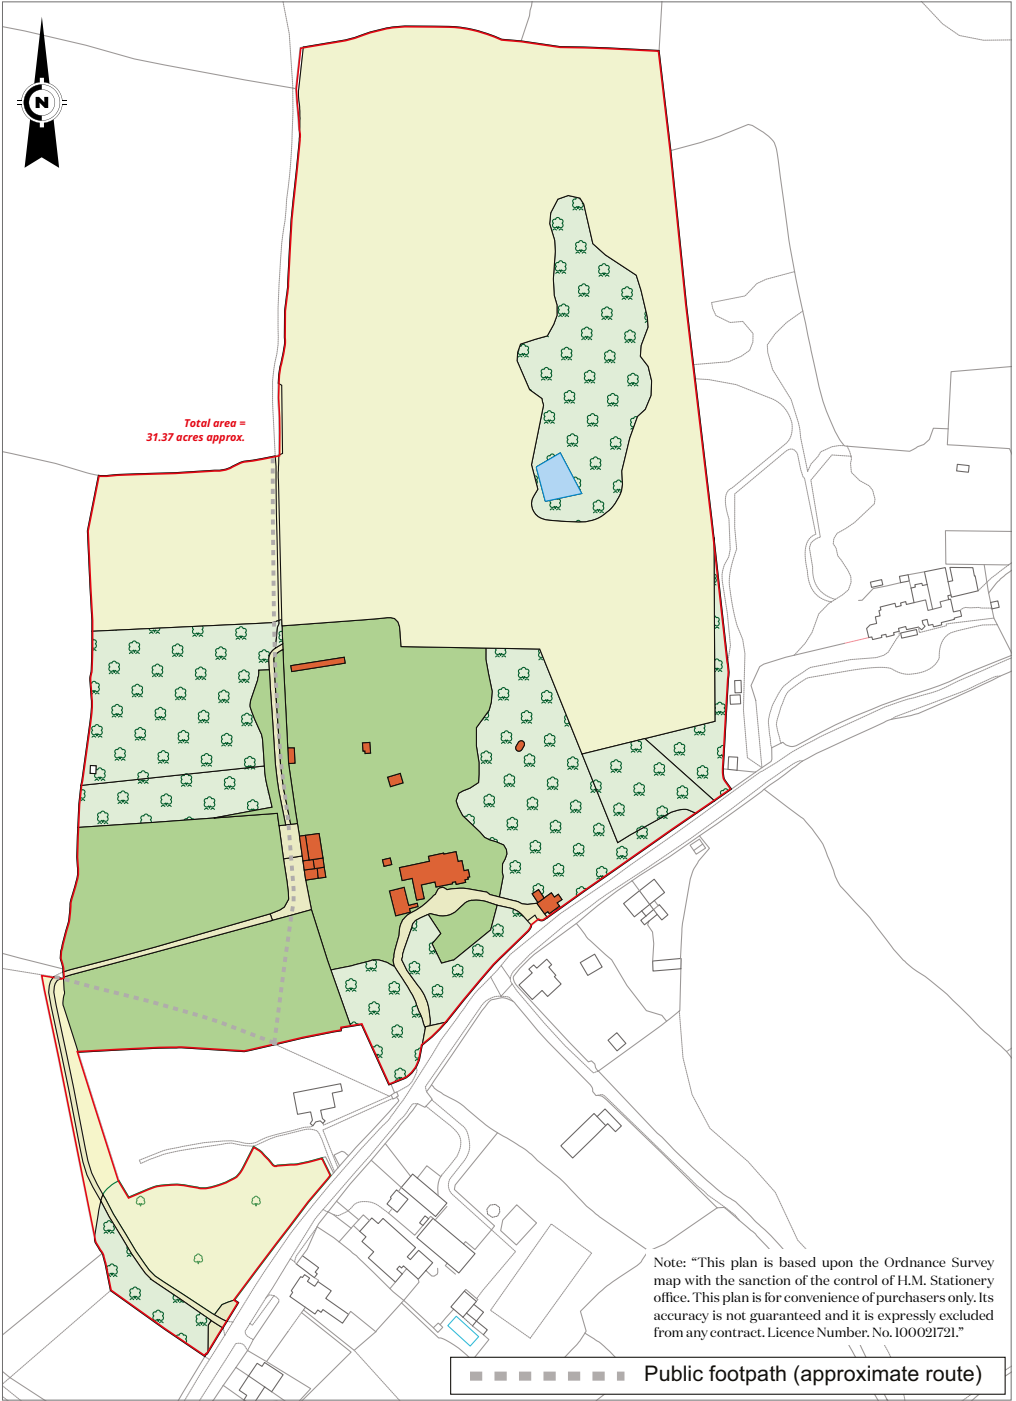 N
Total area =
31.37 acres approx.
Note: “This plan is based upon the Ordnance Survey
map with the sanction of the control of H.M. Stationery
office. This plan is for convenience of purchasers only. Its
accuracy is not guaranteed and it is expressly excluded
from any contract. Licence Number. No. 100021721.”
Public footpath (approximate route)